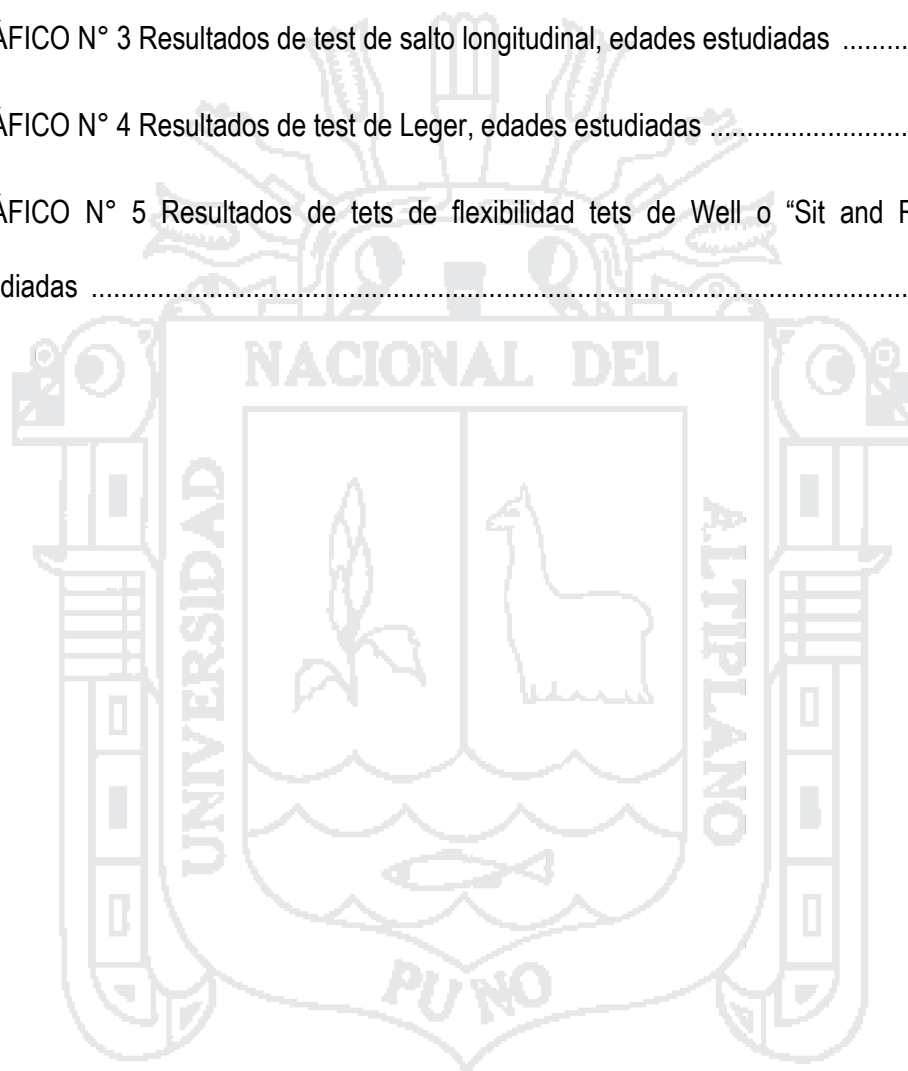 ÁFICO N° 3 Resultados de test de salto longitudinal, edades estudiadas ..........
ÁFICO N° 4 Resultados de test de Leger, edades estudiadas ...........................
ÁFICO N° 5 Resultados de tets de flexibilidad tets de Well o “Sit and R
diadas ................................................................................................................
NACIONAL DEL
UNIVERSIDAD
ALTIPLANO
PUNO